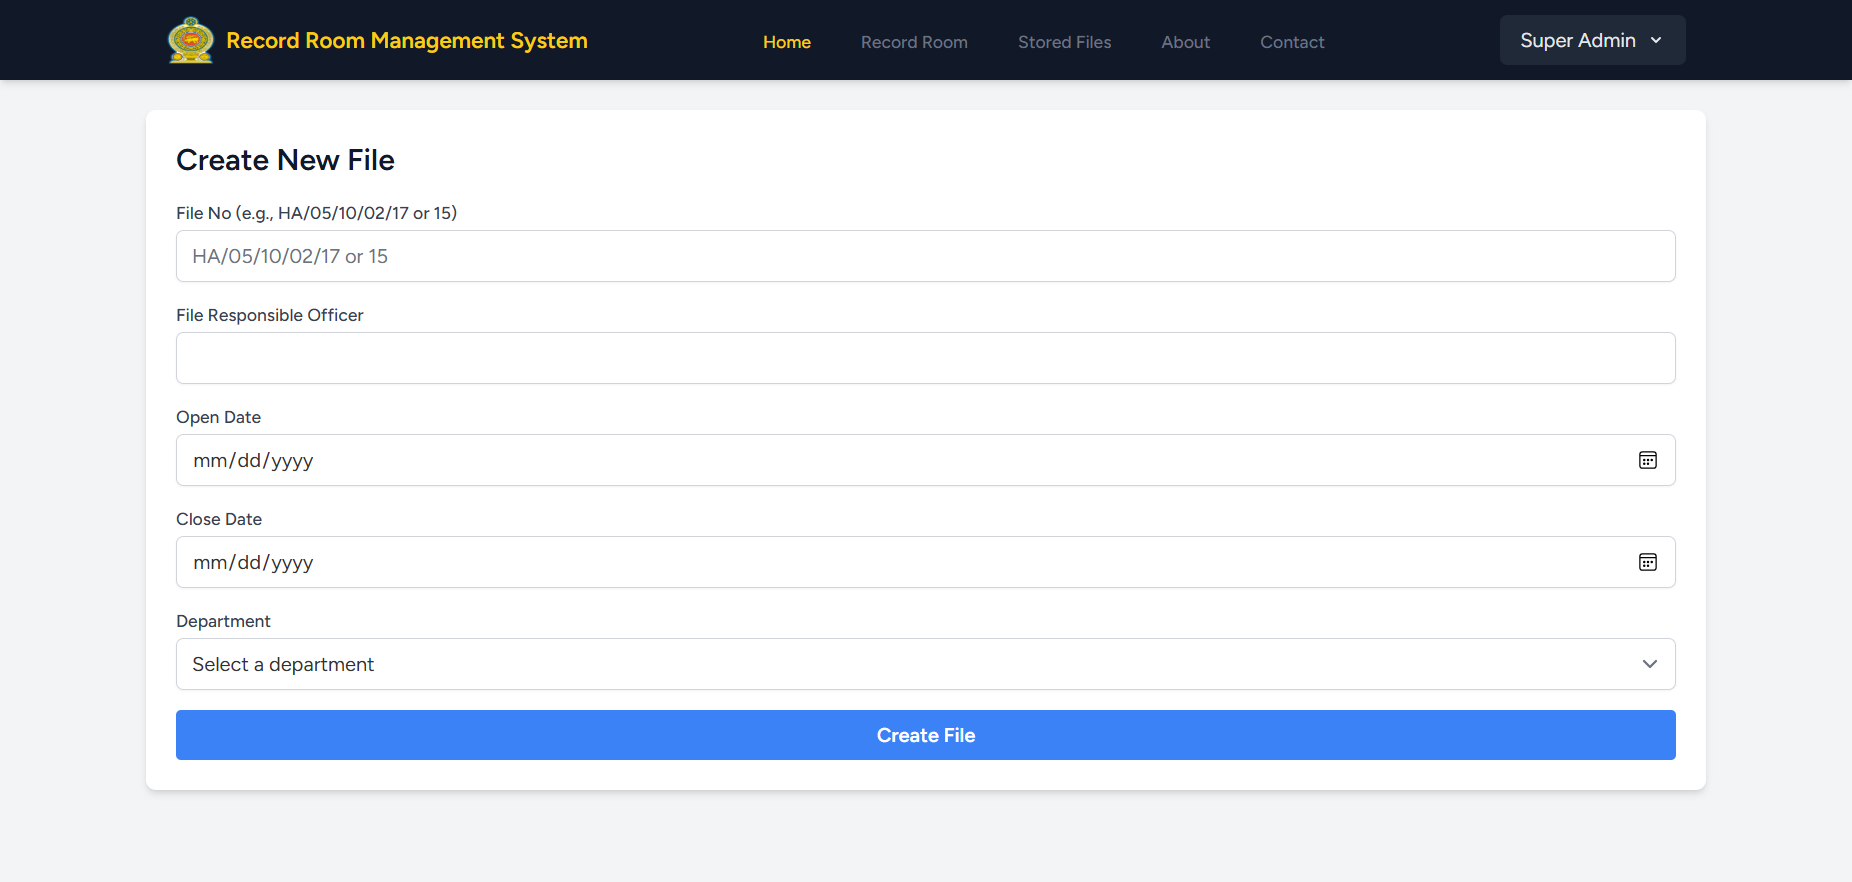 Record Room Management System
Home
Record Room
Stored Files
About
Contact
Super Admin
Create New File
File No (e.g., HA/05/10/02/17 or 15)
HA/05/10/02/17 or 15
File Responsible Officer
Open Date
mm/dd/yyyy
Close Date
mm/dd/yyyy
Department
Select a department
Create File